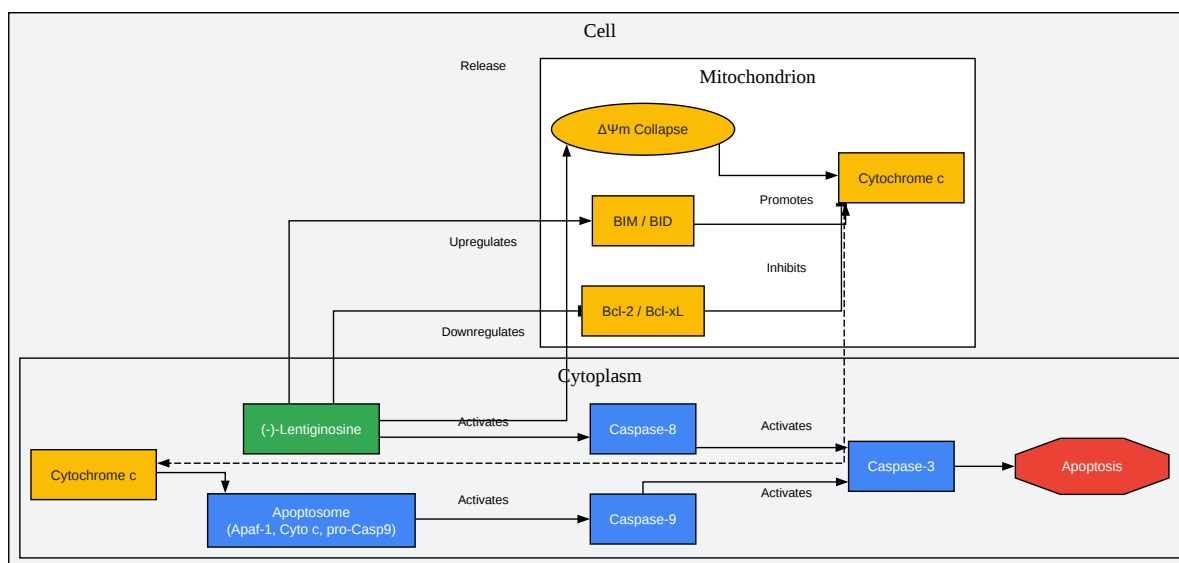 Cell
Release
Mitochondrion
ΔΨm Collapse
Cytochrome c
Promotes
BIM / BID
Upregulates
Inhibits
Bcl-2 / Bcl-xL
Downregulates
Cytoplasm
(-)-Lentiginosine
Activates
Caspase-8
Activates
Cytochrome c
Caspase-3
Apoptosis
Apoptosome
(Apaf-1, Cyto c, pro-Casp9)
Activates
Caspase-9
Activates